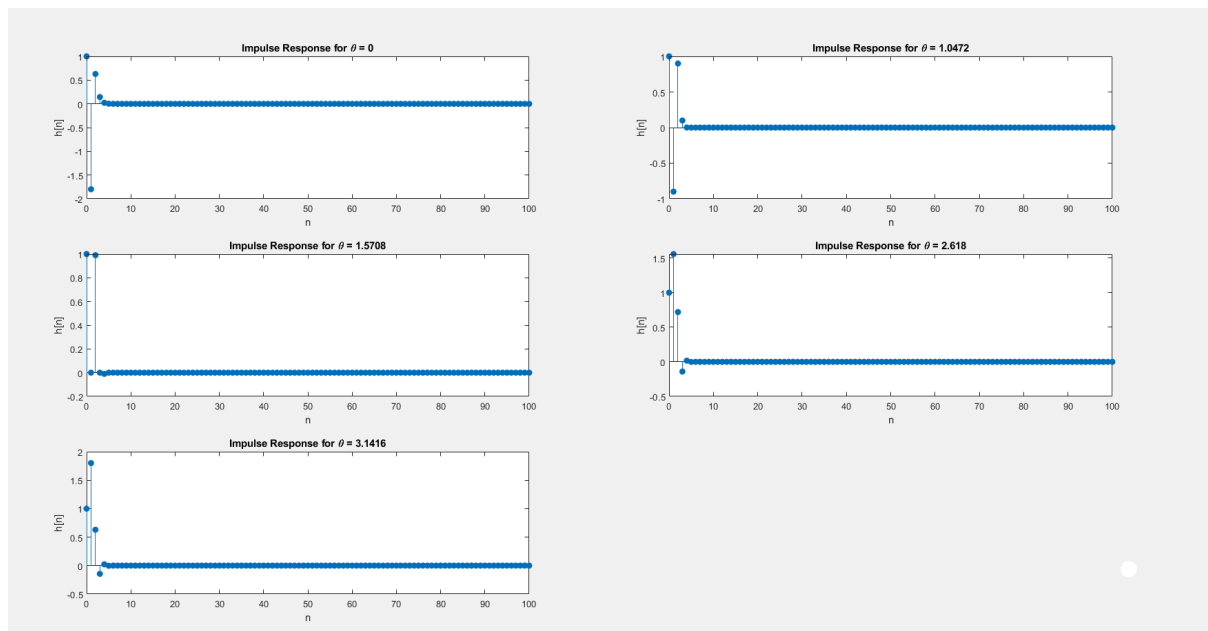 Impulse Response for θ = 0
1
0.5
0
-0.5
-1
-1.5
-2
h[n]
0 10 20 30 40 50 60 70 80 90 100
n
Impulse Response for θ = 1.0472
1
0.5
0
-0.5
-1
h[n]
0 10 20 30 40 50 60 70 80 90 100
n
Impulse Response for θ = 1.5708
1
0.8
0.6
0.4
0.2
0
-0.2
h[n]
0 10 20 30 40 50 60 70 80 90 100
n
Impulse Response for θ = 2.618
1.5
1
0.5
0
-0.5
h[n]
0 10 20 30 40 50 60 70 80 90 100
n
Impulse Response for θ = 3.1416
2
1.5
1
0.5
0
-0.5
h[n]
0 10 20 30 40 50 60 70 80 90 100
n